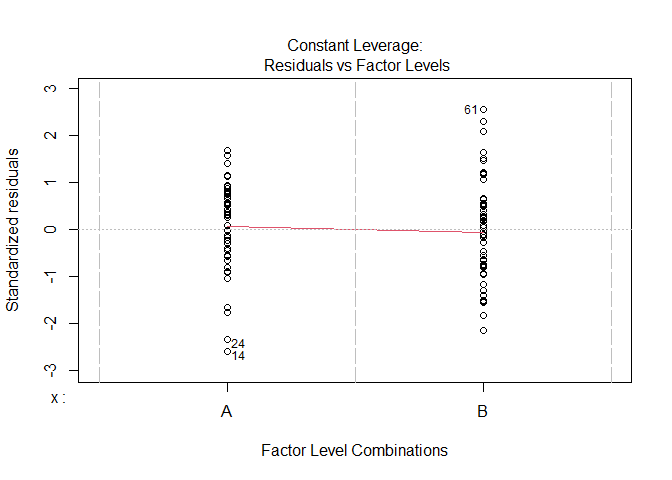 Constant Leverage:
Residuals vs Factor Levels
Standardized residuals
3
2
1
0
-1
-2
-3
61
24
14
x :
A
B
Factor Level Combinations